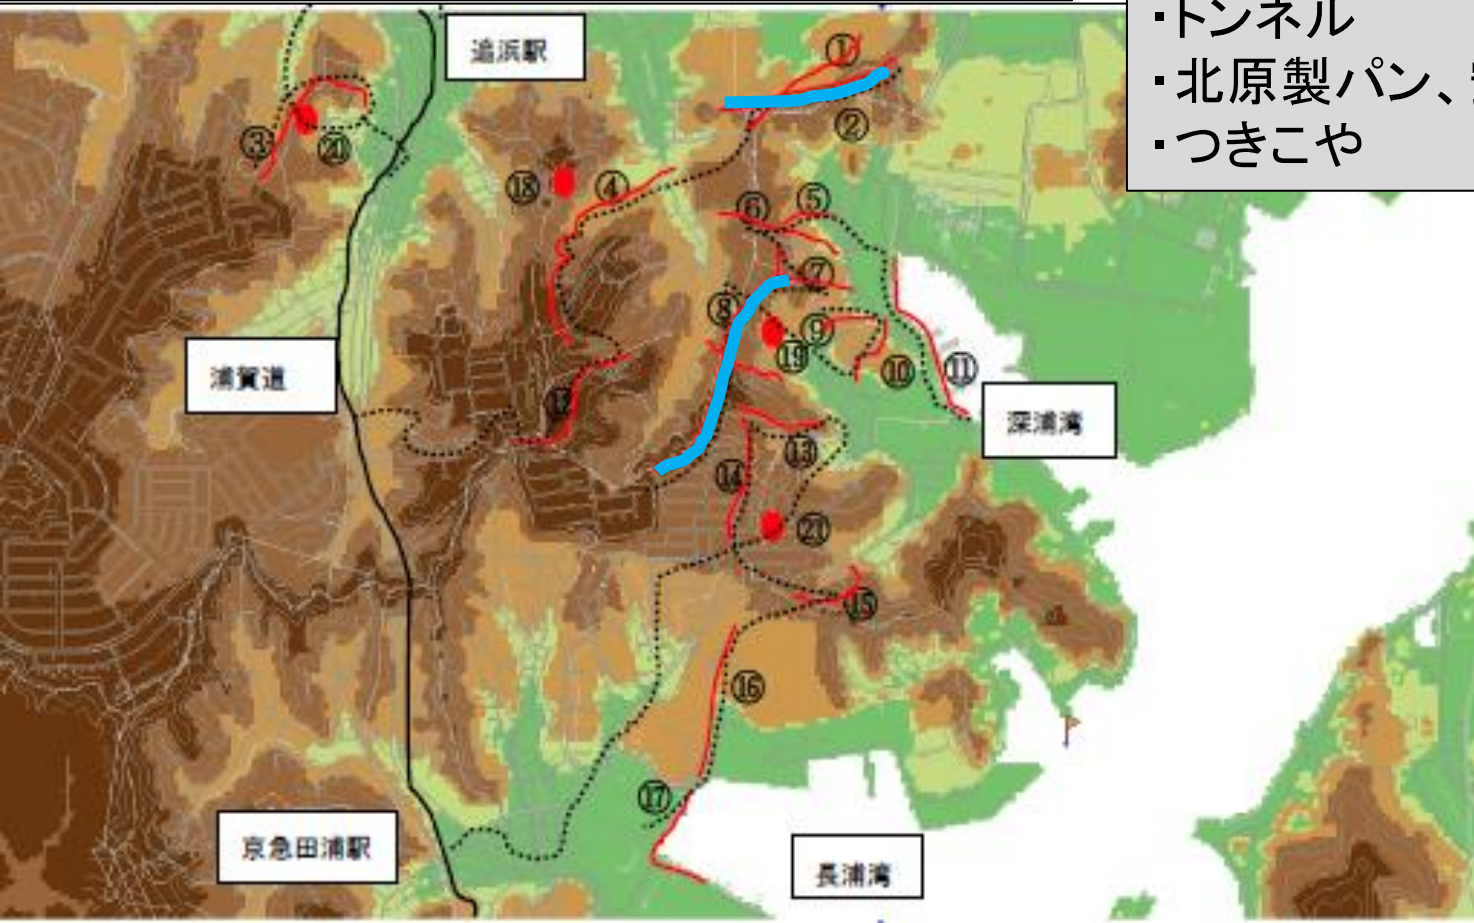 ・トンネル
・北原製パン、
・つきこや
追浜駅
①
②
③
⑳
⑱
④
⑥
⑤
⑦
⑧
⑨
⑲
⑩
⑪
浦賀道
深浦湾
⑬
⑭
㉑
⑮
⑯
⑰
京急田浦駅
長浦湾